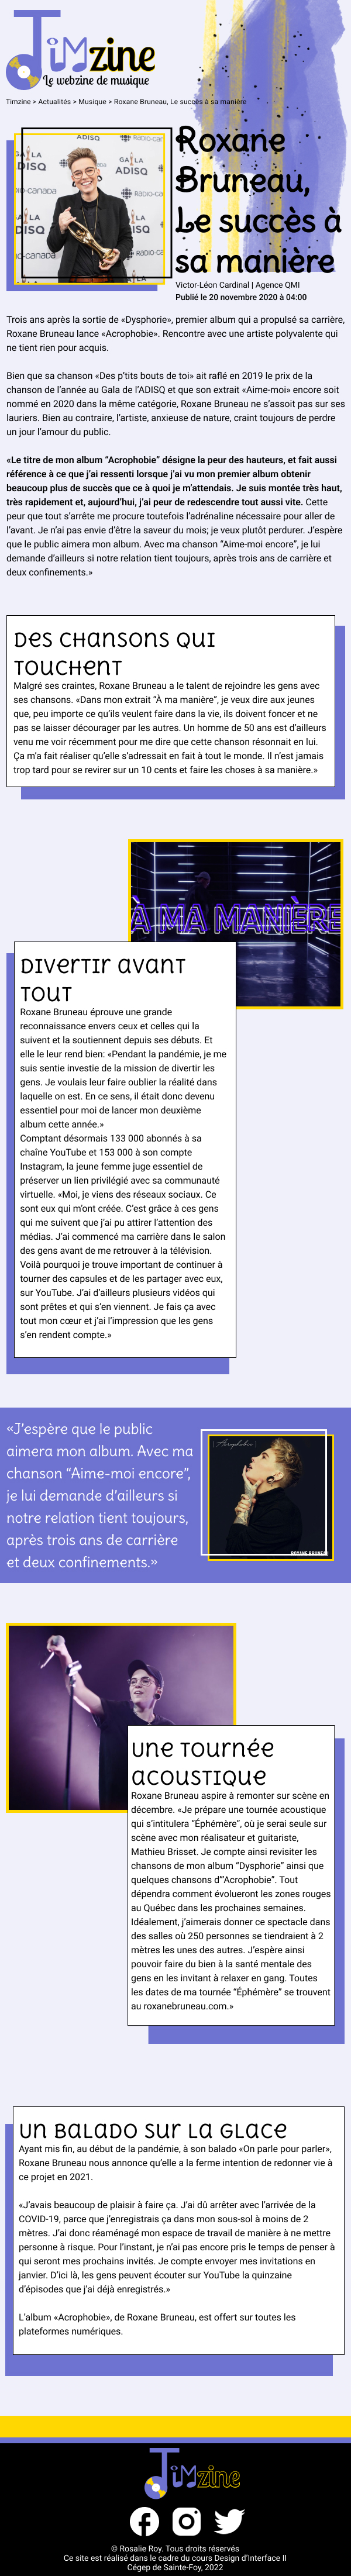 Timzine
Le webzine de musique
Timzine > Actualités > Musique > Roxane Bruneau, Le succès à sa manière
Roxane
Bruneau,
Le succès à
sa manière
Victor-Léon Cardinal | Agence QMI
Publié le 20 novembre 2020 à 04:00
Trois ans après la sortie de «Dysphorie», premier album qui a propulsé sa carrière,
Roxane Bruneau lance «Acrophobie». Rencontre avec une artiste polyvalente qui
ne tient rien pour acquis.
Bien que sa chanson «Des p’tits bouts de toi» ait raflé en 2019 le prix de la
chanson de l’année au Gala de l’ADISQ et que son extrait «Aime-moi» encore soit
nommé en 2020 dans la même catégorie, Roxane Bruneau ne s’assoit pas sur ses
lauriers. Bien au contraire, l’artiste, anxieuse de nature, craint toujours de perdre
un jour l’amour du public.
«Le titre de mon album “Acrophobie” désigne la peur des hauteurs, et fait aussi
référence à ce que j’ai ressenti lorsque j’ai vu mon premier album obtenir
beaucoup plus de succès que ce à quoi je m’attendais. Je suis montée très haut,
très rapidement et, aujourd’hui, j’ai peur de redescendre tout aussi vite. Cette
peur que tout s’arrête me procure toutefois l’adrénaline nécessaire pour aller de
l’avant. Je n’ai pas envie d’être la saveur du mois; je veux plutôt perdurer. J’espère
que le public aimera mon album. Avec ma chanson “Aime-moi encore”, je lui
demande d’ailleurs si notre relation tient toujours, après trois ans de carrière et
deux confinements.»
Des chansons qui
touchent
Malgré ses craintes, Roxane Bruneau a le talent de rejoindre les gens avec
ses chansons. «Dans mon extrait “À ma manière”, je veux dire aux jeunes
que, peu importe ce qu’ils veulent faire dans la vie, ils doivent foncer et ne
pas se laisser décourager par les autres. Un homme de 50 ans est d’ailleurs
venu me voir récemment pour me dire que cette chanson résonnait en lui.
Ça m’a fait réaliser qu’elle s’adressait en fait à tout le monde. Il n’est jamais
trop tard pour se revirer sur un 10 cents et faire les choses à sa manière.»
À MA MANIÈRE
Divertir avant
tout
Roxane Bruneau éprouve une grande
reconnaissance envers ceux et celles qui la
suivent et la soutiennent depuis ses débuts. Et
elle le leur rend bien: «Pendant la pandémie, je me
suis sentie investie de la mission de divertir les
gens. Je voulais leur faire oublier la réalité dans
laquelle on est. En ce sens, il était donc devenu
essentiel pour moi de lancer mon deuxième
album cette année.»
Comptant désormais 133 000 abonnés à sa
chaîne YouTube et 153 000 à son compte
Instagram, la jeune femme juge essentiel de
préserver un lien privilégié avec sa communauté
virtuelle. «Moi, je viens des réseaux sociaux. Ce
sont eux qui m’ont créée. C’est grâce à ces gens
qui me suivent que j’ai pu attirer l’attention des
médias. J’ai commencé ma carrière dans le salon
des gens avant de me retrouver à la télévision.
Voilà pourquoi je trouve important de continuer à
tourner des capsules et de les partager avec eux,
sur YouTube. J’ai d’ailleurs plusieurs vidéos qui
sont prêtes et qui s’en viennent. Je fais ça avec
tout mon cœur et j’ai l’impression que les gens
s’en rendent compte.»
«J’espère que le public
aimera mon album. Avec ma
chanson “Aime-moi encore”,
je lui demande d’ailleurs si
notre relation tient toujours,
après trois ans de carrière
et deux confinements.»
[Acrophobie]
ROXANE BRUNEAU
Une tournée
acoustique
Roxane Bruneau aspire à remonter sur scène en
décembre. «Je prépare une tournée acoustique
qui s’intitulera “Éphémère”, où je serai seule sur
scène avec mon réalisateur et guitariste,
Mathieu Brisset. Je compte ainsi revisiter les
chansons de mon album “Dysphorie” ainsi que
quelques chansons d’“Acrophobie”. Tout
dépendra comment évolueront les zones rouges
au Québec dans les prochaines semaines.
Idéalement, j’aimerais donner ce spectacle dans
des salles où 250 personnes se tiendraient à 2
mètres les unes des autres. J’espère ainsi
pouvoir faire du bien à la santé mentale des
gens en les invitant à relaxer en gang. Toutes
les dates de ma tournée “Éphémère” se trouvent
au roxanebruneau.com.»
Un balado sur la glace
Ayant mis fin, au début de la pandémie, à son balado «On parle pour parler»,
Roxane Bruneau nous annonce qu’elle a la ferme intention de redonner vie à
ce projet en 2021.
«J’avais beaucoup de plaisir à faire ça. J’ai dû arrêter avec l’arrivée de la
COVID-19, parce que j’enregistrais ça dans mon sous-sol à moins de 2
mètres. J’ai donc réaménagé mon espace de travail de manière à ne mettre
personne à risque. Pour l’instant, je n’ai pas encore pris le temps de penser à
qui seront mes prochains invités. Je compte envoyer mes invitations en
janvier. D’ici là, les gens peuvent écouter sur YouTube la quinzaine
d’épisodes que j’ai déjà enregistrés.»
L’album «Acrophobie», de Roxane Bruneau, est offert sur toutes les
plateformes numériques.
Timzine
© Rosalie Roy. Tous droits réservés
Ce site est réalisé dans le cadre du cours Design d’Interface II
Cégep de Sainte-Foy, 2022